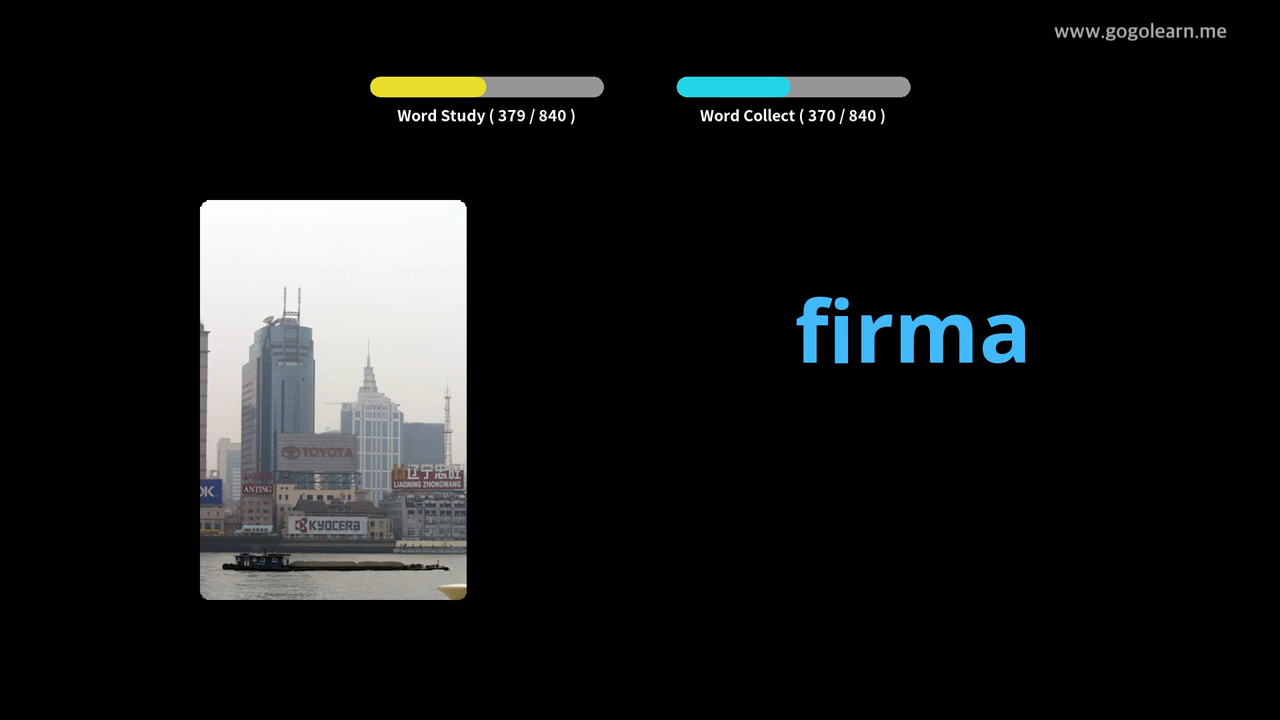 www.gogolearn.me
Word Study ( 379 / 840 )
Word Collect ( 370 / 840 )
firma
TOYOTA
辽宁忠旺
LIAONING ZHONGWANG
ANTING
KYOCERA